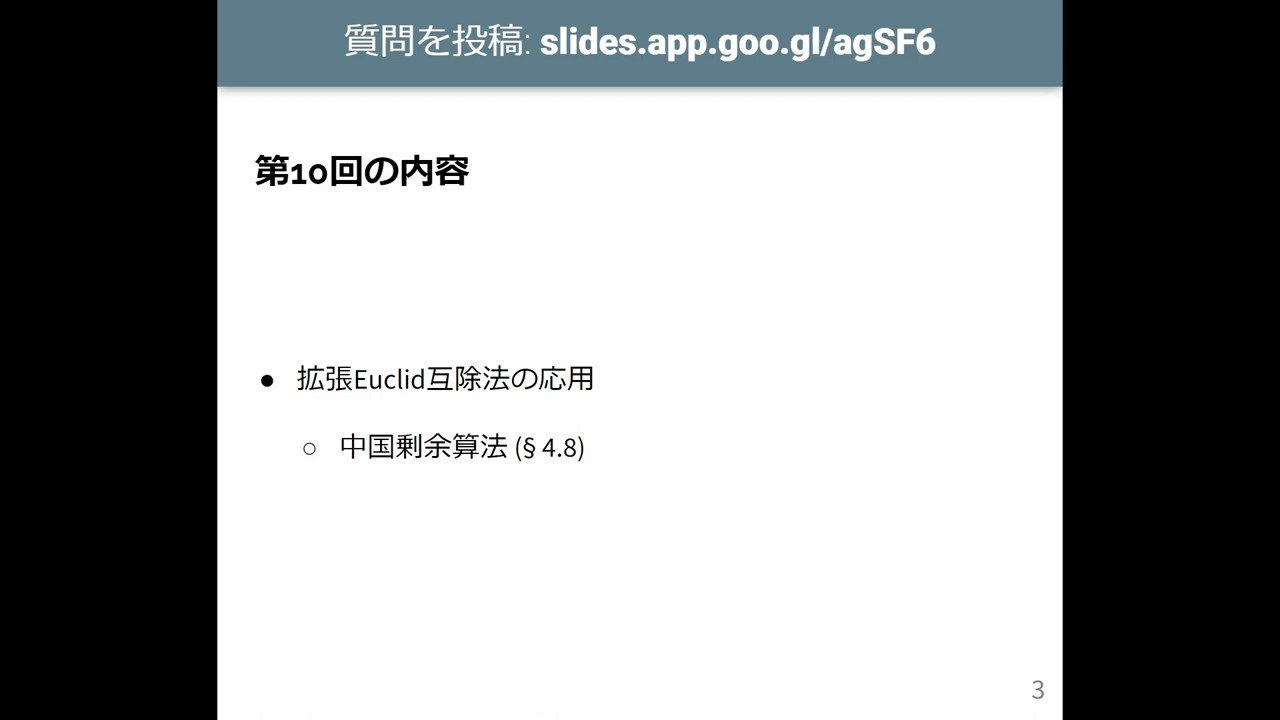 質問を投稿: slides.app.goo.gl/agSF6
第10回の内容
● 拡張Euclid互除法の応用
○ 中国剰余算法 (§ 4.8)
3